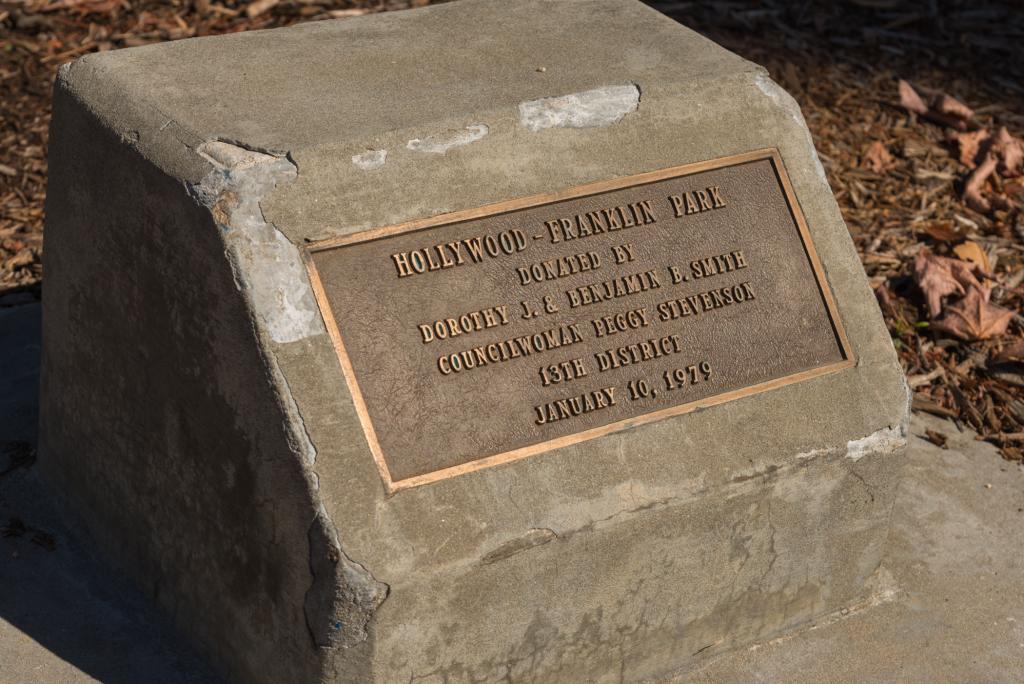 HOLLYWOOD - FRANKLIN PARK
DONATED BY
DOROTHY J. & BENJAMIN B. SMITH
COUNCILWOMAN PEGGY STEVENSON
13TH DISTRICT
JANUARY 10, 1979